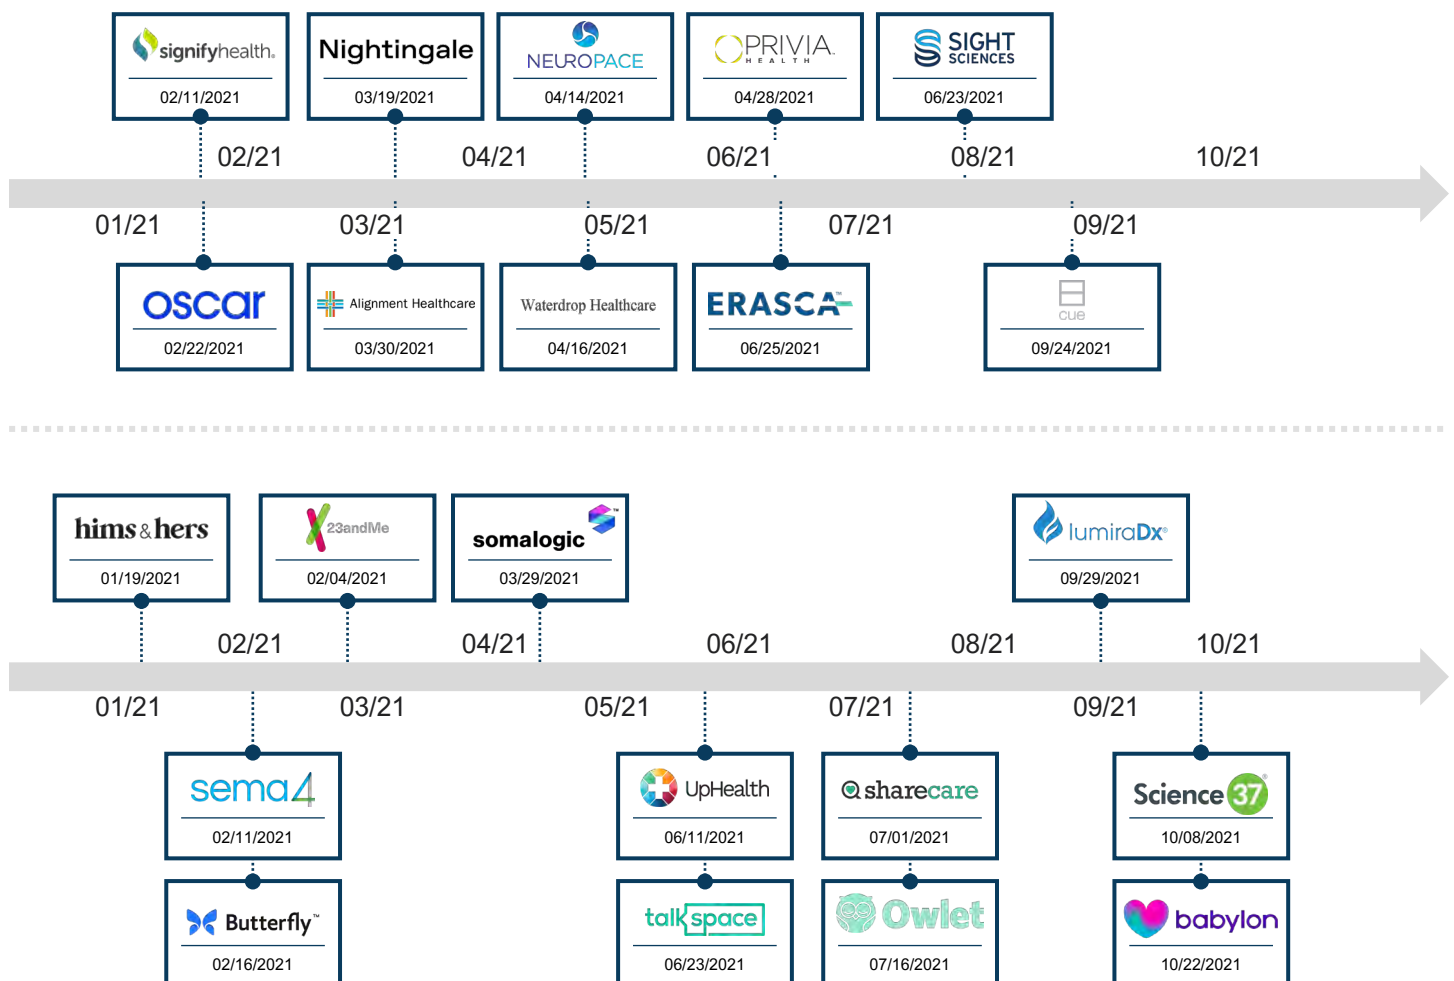 signifyhealth.
02/11/2021
Nightingale
03/19/2021
NEUROPACE
04/14/2021
PRIVIA™
HEALTH
04/28/2021
SIGHT
SCIENCES
06/23/2021
02/21
04/21
06/21
08/21
10/21
01/21
03/21
05/21
07/21
09/21
oscar
02/22/2021
Alignment Healthcare
03/30/2021
Waterdrop Healthcare
04/16/2021
ERASCA™
06/25/2021
cue
09/24/2021
hims & hers
01/19/2021
23andMe
02/04/2021
somalogic™
03/29/2021
lumiraDx®
09/29/2021
02/21
04/21
06/21
08/21
10/21
01/21
03/21
05/21
07/21
09/21
sema4
02/11/2021
UpHealth
06/11/2021
sharecare
07/01/2021
Science 37®
10/08/2021
Butterfly™
02/16/2021
talkspace
06/23/2021
Owlet
07/16/2021
babylon
10/22/2021